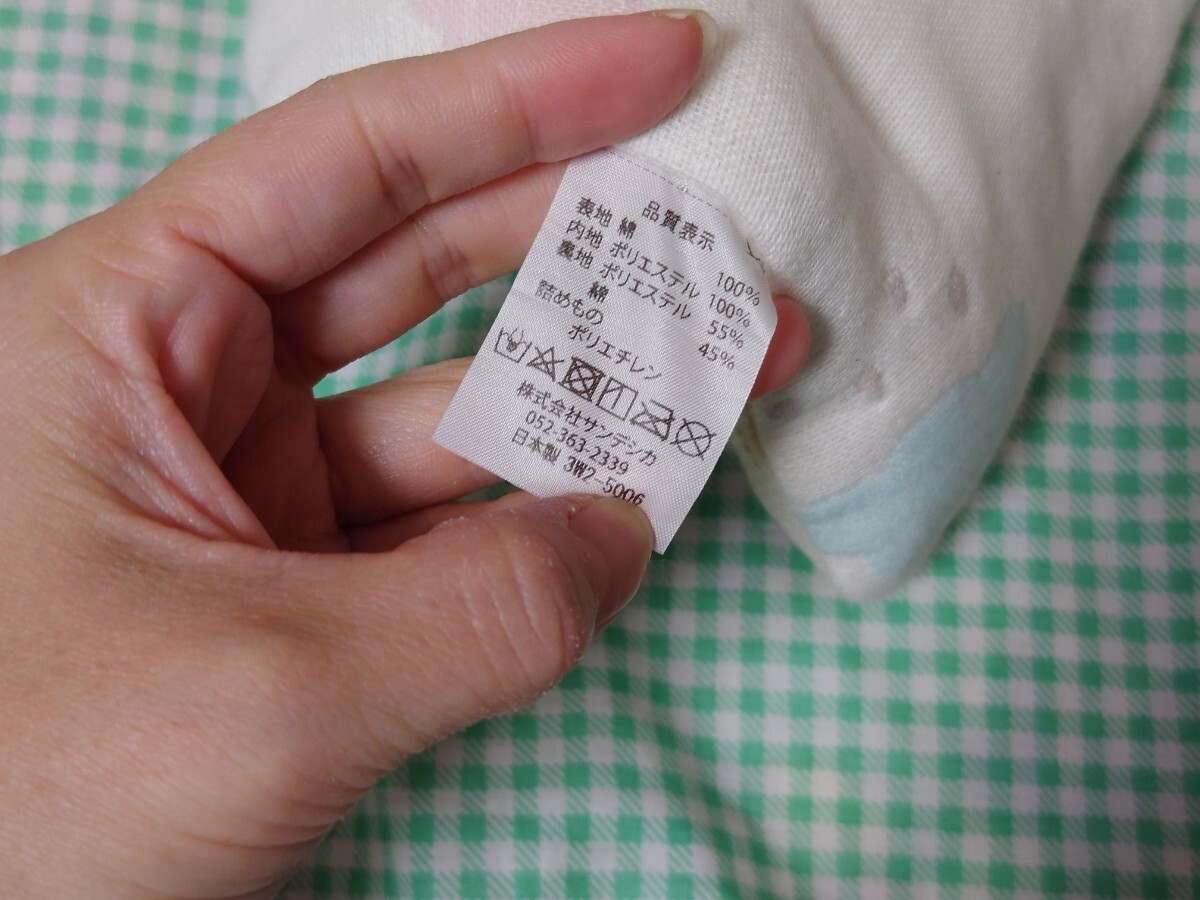 品質表示
表地 綿 100%
内地 ポリエステル 100%
裏地 ポリエステル 55%
綿 45%
詰めもの
ポリエチレン
株式会社サンデシカ
052-363-2339
日本製 3W2-5006